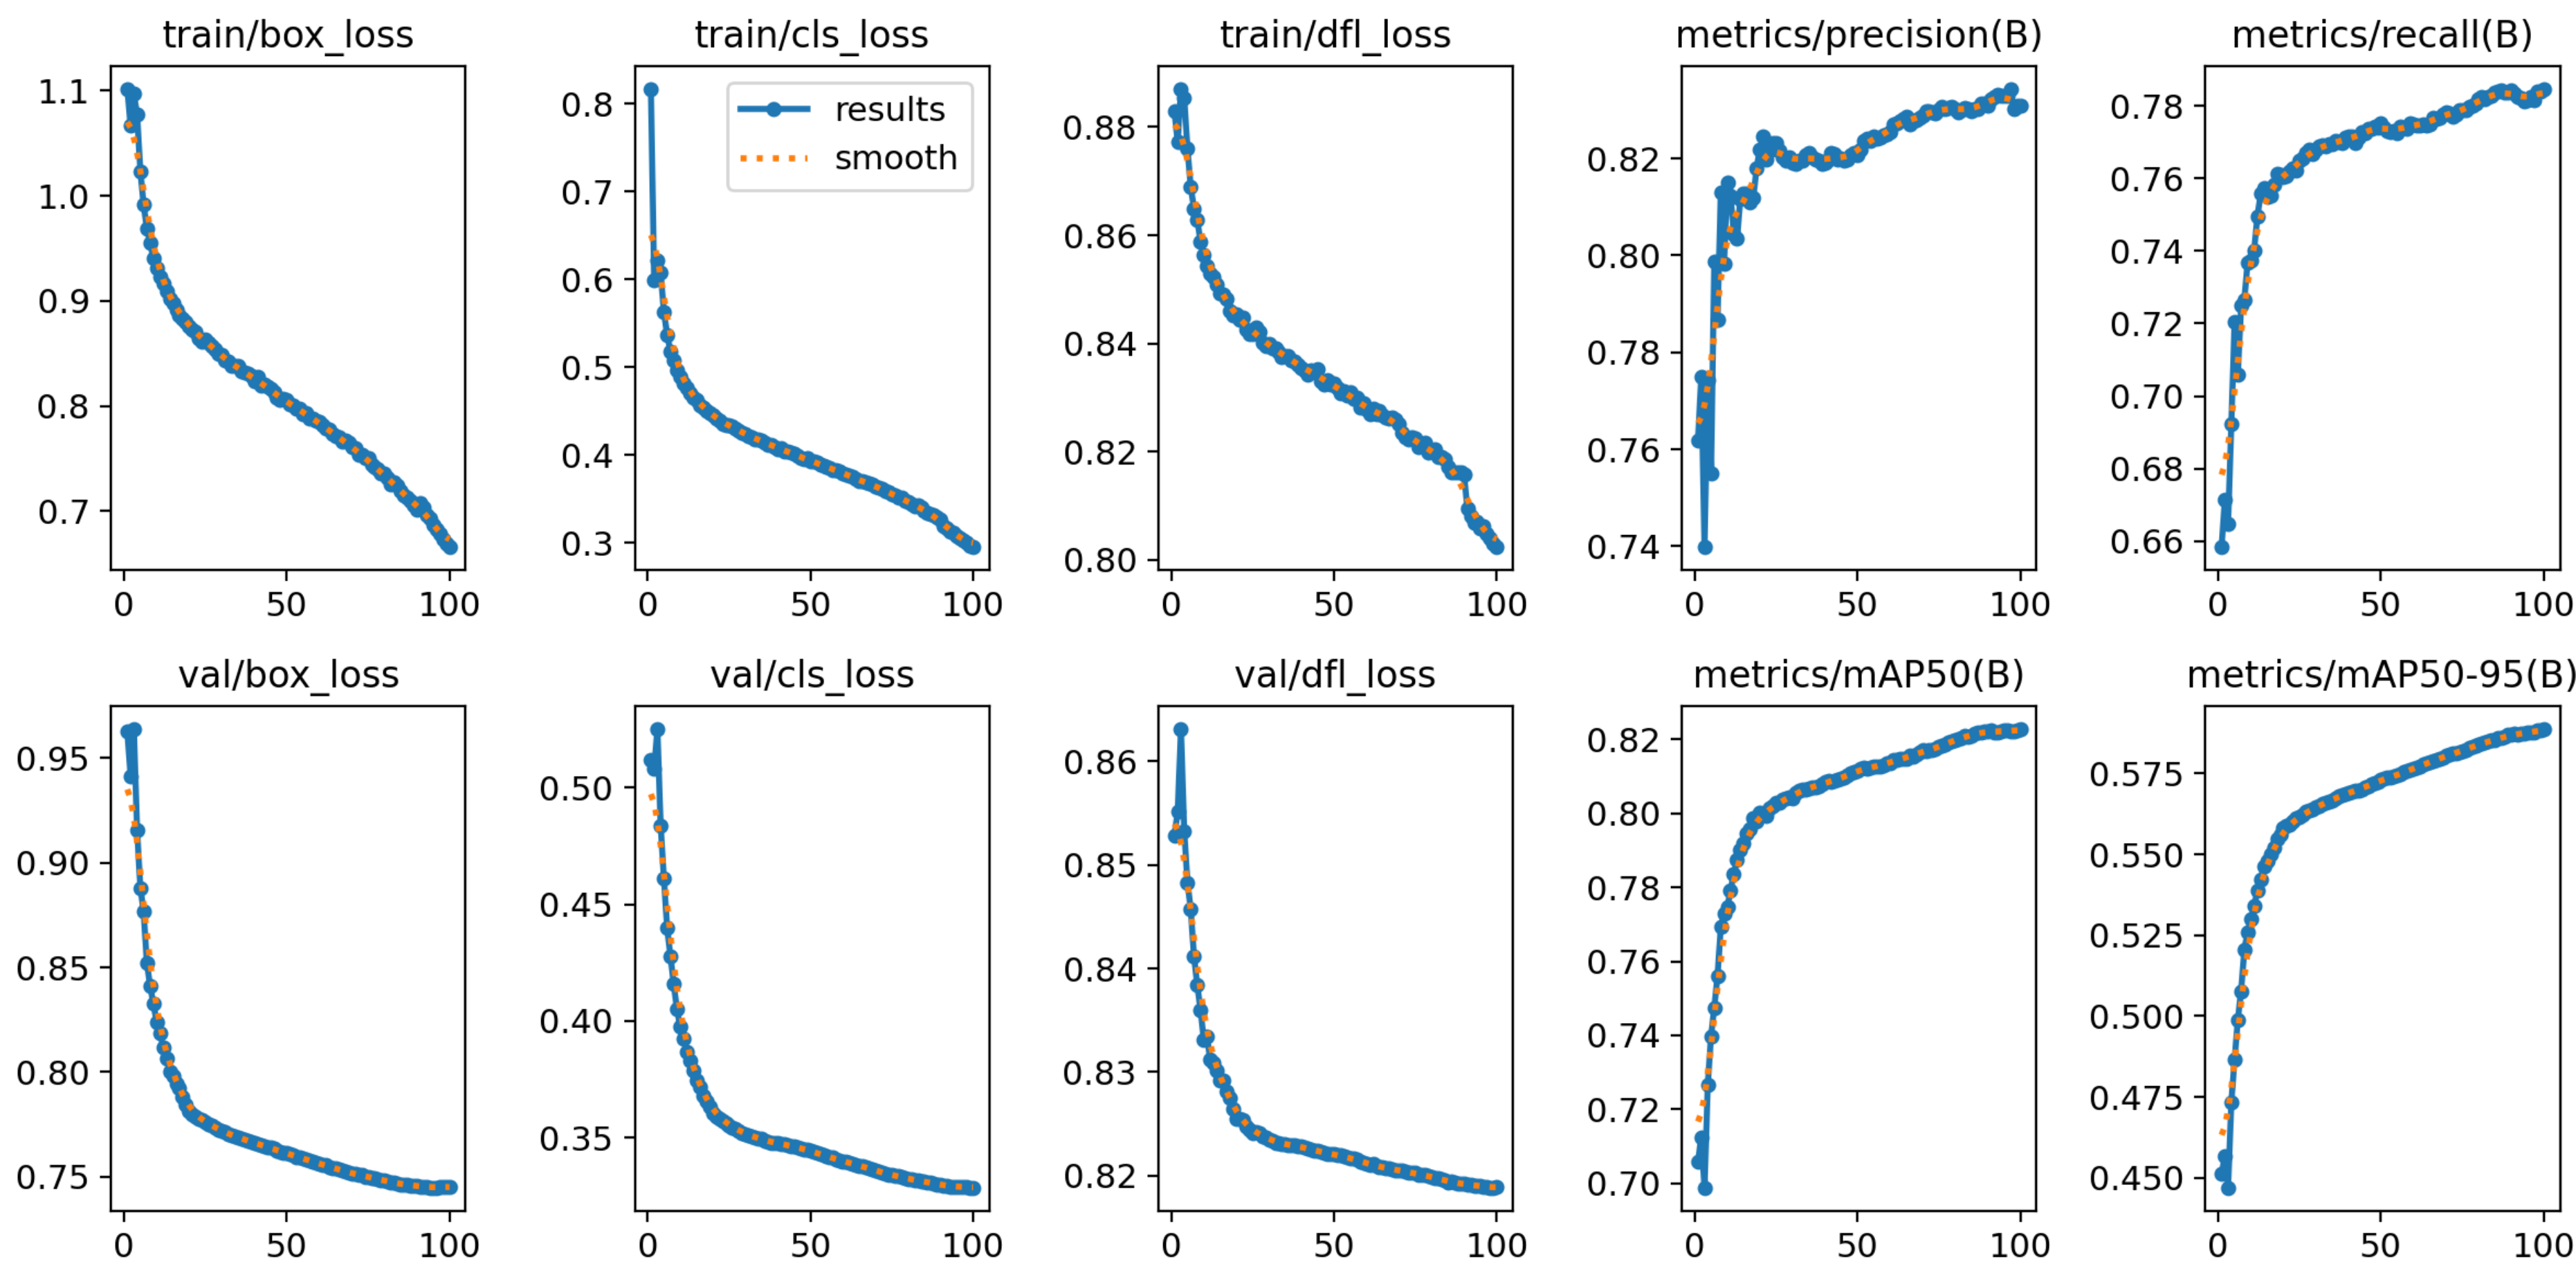 train/box_loss
1.1
1.0
0.9
0.8
0.7
0 50 100
train/cls_loss
results
smooth
0.8
0.7
0.6
0.5
0.4
0.3
0 50 100
train/dfl_loss
0.88
0.86
0.84
0.82
0.80
0 50 100
metrics/precision(B)
0.82
0.80
0.78
0.76
0.74
0 50 100
metrics/recall(B)
0.78
0.76
0.74
0.72
0.70
0.68
0.66
0 50 100
val/box_loss
0.95
0.90
0.85
0.80
0.75
0 50 100
val/cls_loss
0.50
0.45
0.40
0.35
0 50 100
val/dfl_loss
0.86
0.85
0.84
0.83
0.82
0 50 100
metrics/mAP50(B)
0.82
0.80
0.78
0.76
0.74
0.72
0.70
0 50 100
metrics/mAP50-95(B)
0.575
0.550
0.525
0.500
0.475
0.450
0 50 100